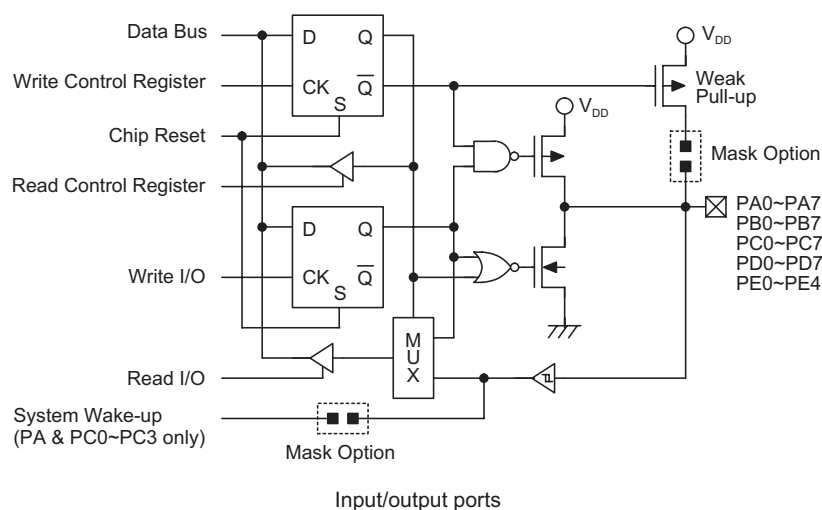 Data Bus
Write Control Register
Chip Reset
Read Control Register
Write I/O
Read I/O
System Wake-up
(PA & PC0~PC3 only)
D
Q
CK
Q
S
D
Q
CK
Q
S
M
U
X
Mask Option
VDD
VDD
Weak
Pull-up
Mask Option
PA0~PA7
PB0~PB7
PC0~PC7
PD0~PD7
PE0~PE4
Input/output ports